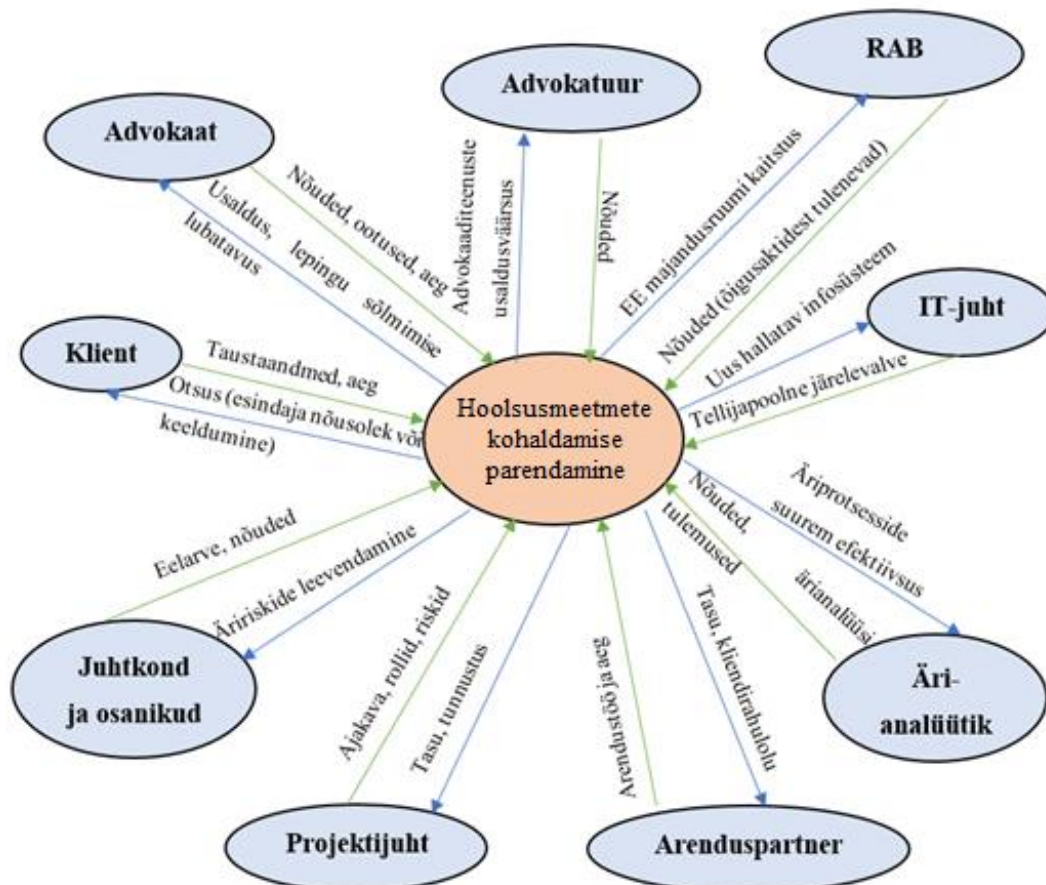 RAB
Advokatuur
Advokaat
Nõuded, ootused, aeg
Usaldus, lepingu sõlmimise
lubatavus
Advokaaditeenuste
usaldusväärsus
Nõuded
EE majandusruumi kaitstus
Nõuded (õigusaktidest tulenevad)
IT-juht
Uus hallatav infosüsteem
Tellijapoolne järelevalve
Klient
Taustaandmed, aeg
Otsus (esindaja nõusolek või
keeldumine)
Hoolsusmeetmete
kohaldamise
parendamine
Eelarve, nõuded
Äririskide leevendamine
Juhtkond
ja osanikud
Ajakava, rollid, riskid
Tasu, tunnustus
Projektijuht
Arendustöö ja aeg
Tasu, kliendirahulolu
Arenduspartner
Nõuded,
tulemused
ärianalüüsi
Äriprotsesside
suurem efektiivsus
Äri-
analüütik